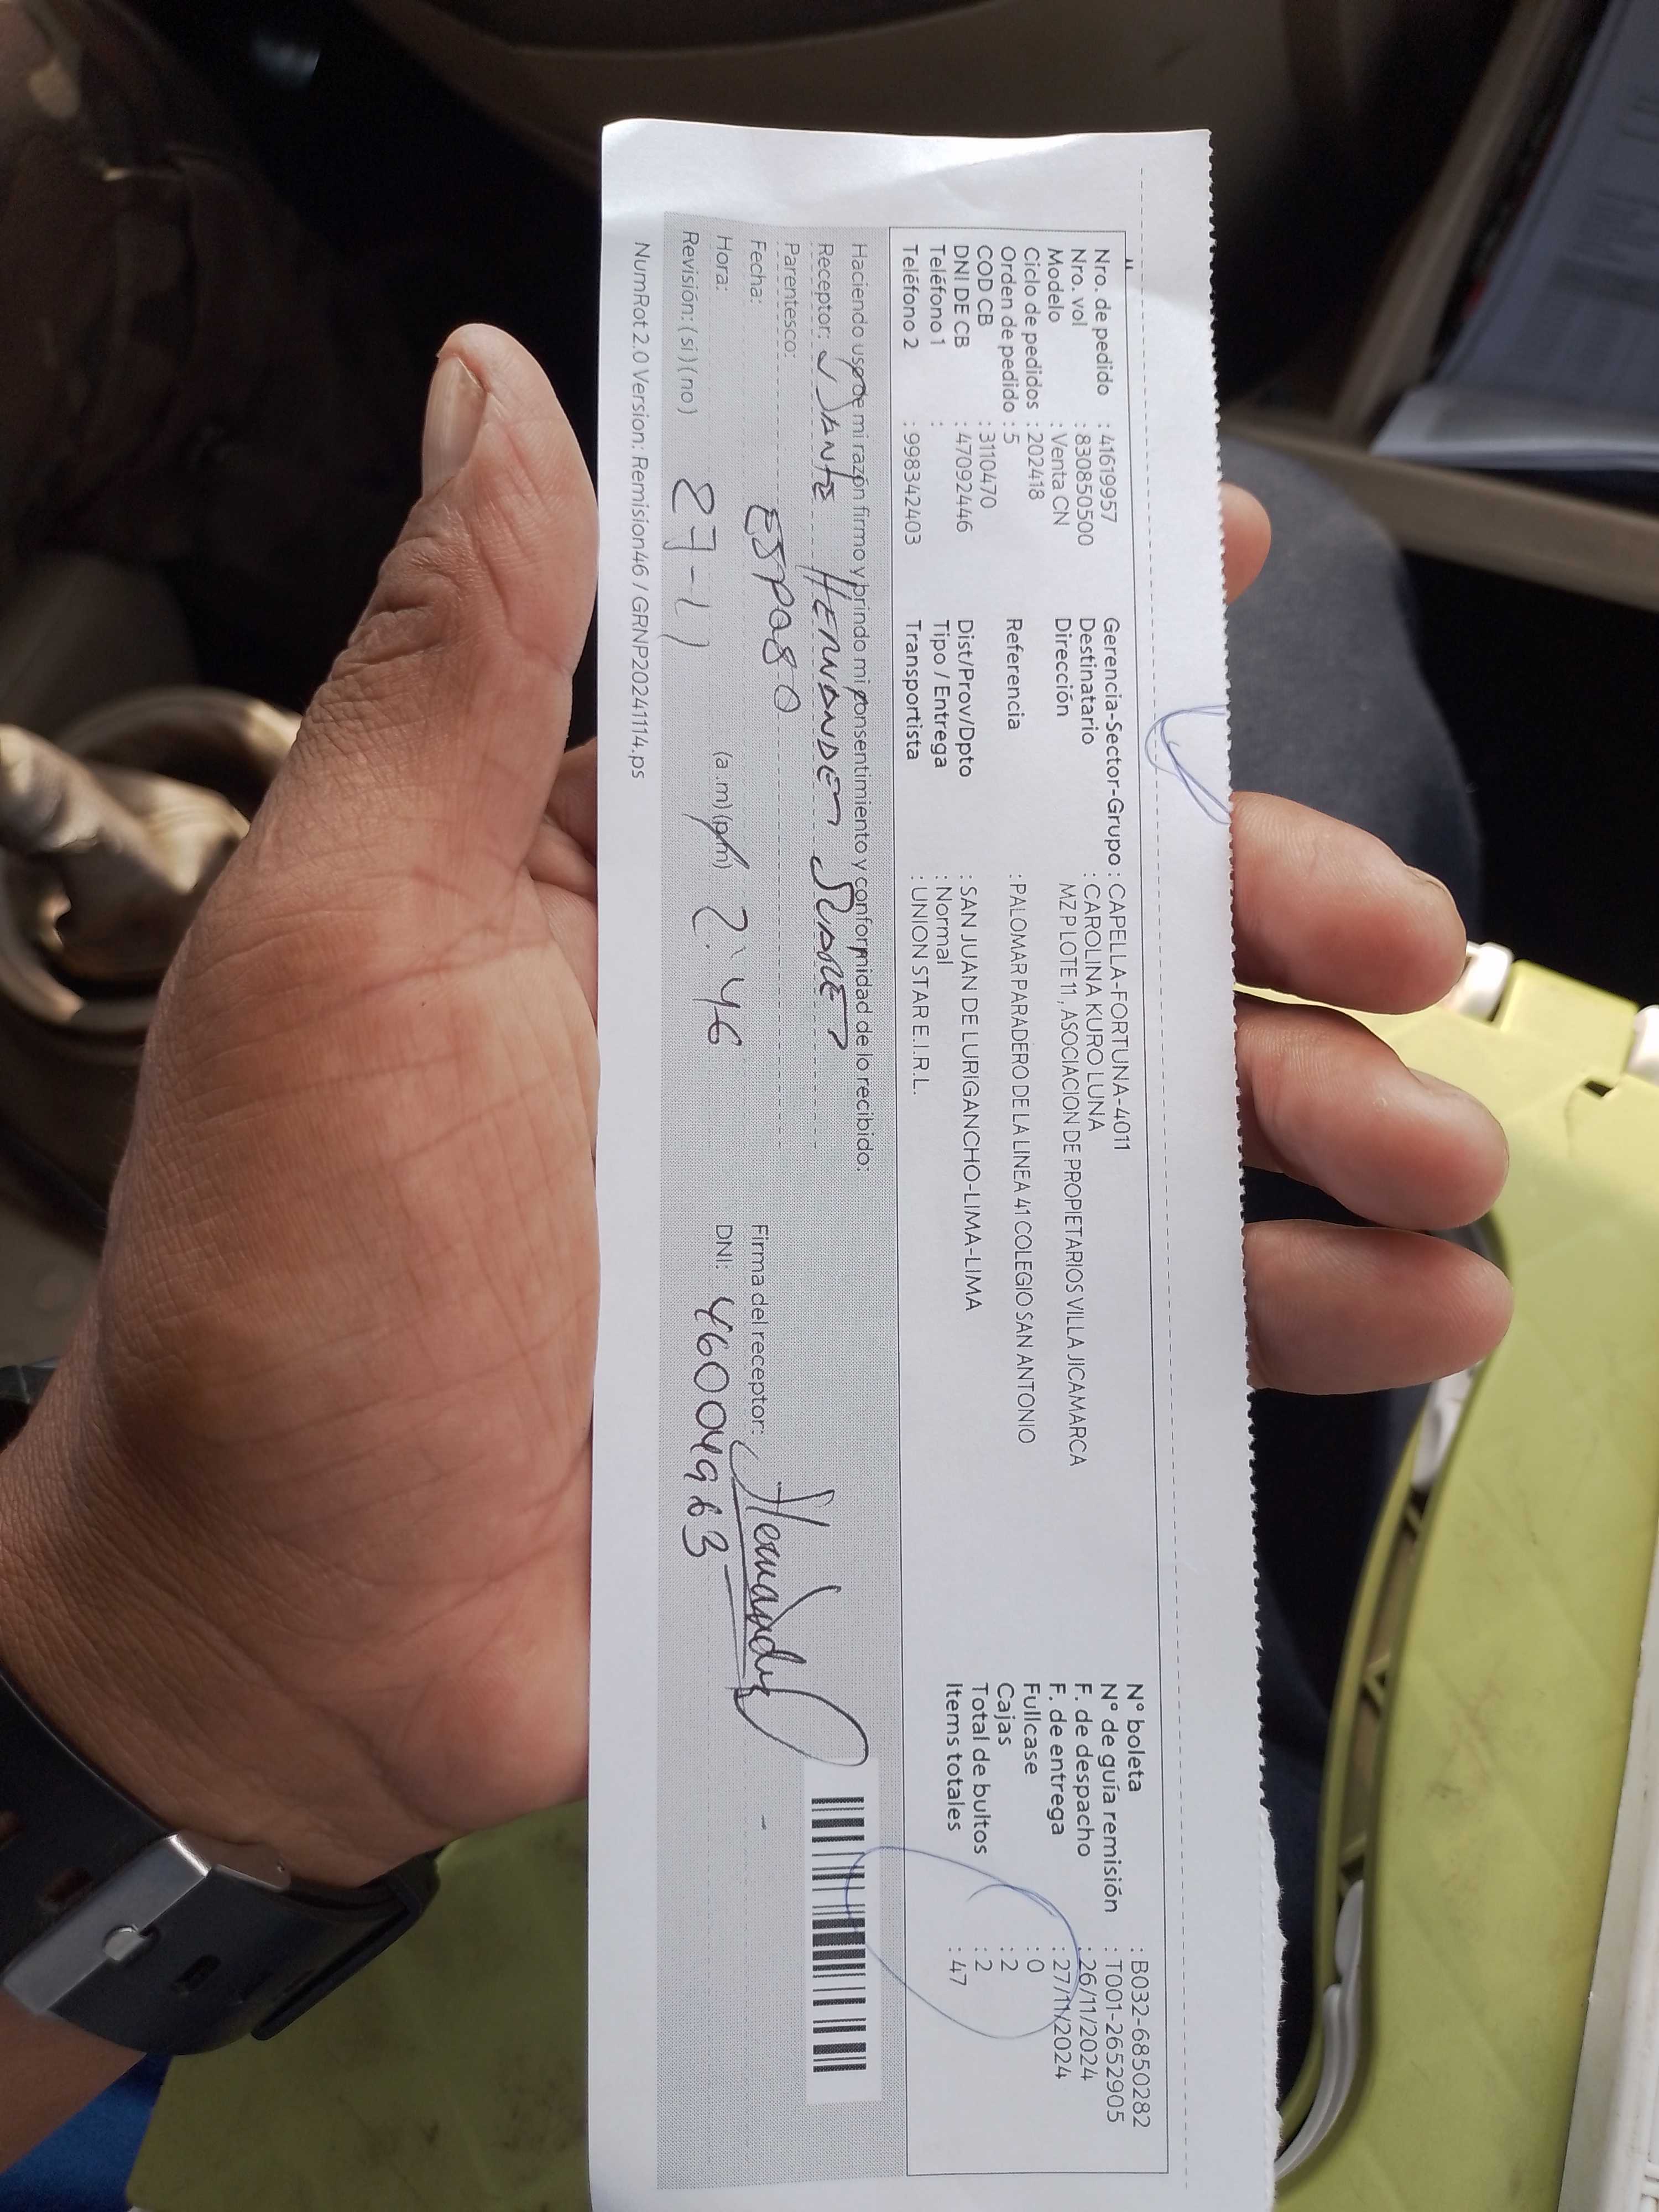 Nro. de pedido : 41619957
Nro. vol : 830850500
Modelo : Venta CN
Ciclo de pedidos : 202418
Orden de pedido : 5
COD CB : 3110470
DNI DE CB : 47092446
Teléfono 1 :
Teléfono 2 : 998342403
Gerencia-Sector-Grupo : CAPELLA-FORTUNA-4011
Destinatario : CAROLINA KURO LUNA
Dirección MZ P LOTE 11 , ASOCIACION DE PROPIETARIOS VILLA JICAMARCA
Referencia : PALOMAR PARADERO DE LA LINEA 41 COLEGIO SAN ANTONIO
Dist/Prov/Dpto : SAN JUAN DE LURIGANCHO-LIMA-LIMA
Tipo / Entrega : Normal
Transportista : UNION STAR E.I.R.L.
N° boleta : B032-6850282
N° de guía remisión : T001-2652905
F. de despacho : 26/11/2024
F. de entrega : 27/11/2024
Fullcase : 0
Cajas : 2
Total de bultos : 2
Items totales : 47
Haciendo uso de mi razón firmo y brindo mi consentimiento y conformidad de lo recibido:
Receptor: DANTE HERNANDEZ SUAREZ
Parentesco: ESPOSO
Fecha: 27-11
Hora: (a.m) (pm) 2:46
Revisión: ( si ) ( no )
Firma del receptor: Hernandez
DNI: 46004963
NumRot 2.0 Version: Remision46 / GRNP20241114.ps